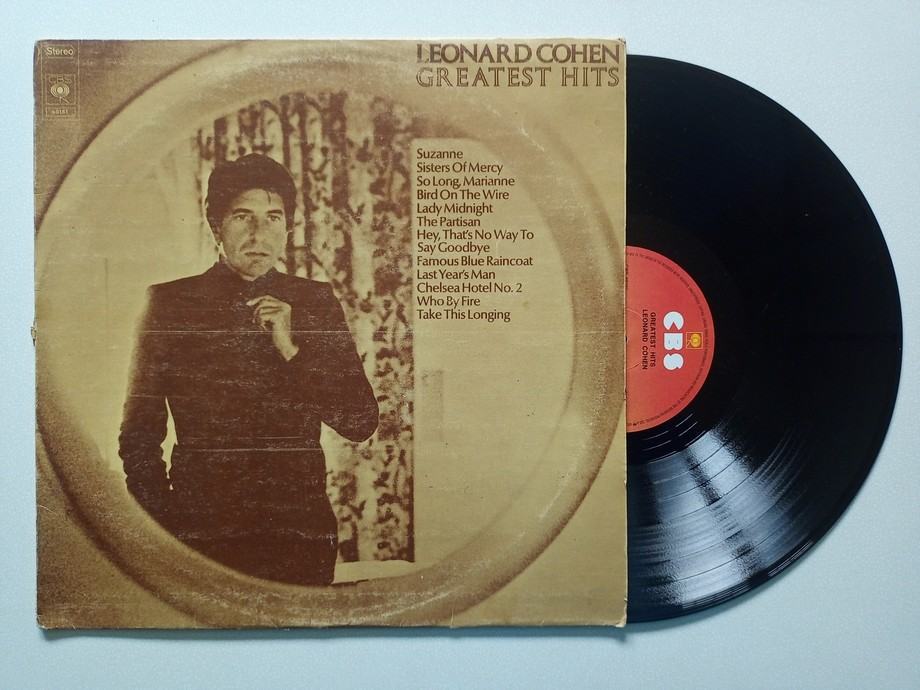 Stereo
CBS
LEONARD COHEN
GREATEST HITS
Suzanne
Sisters Of Mercy
So Long, Marianne
Bird On The Wire
Lady Midnight
The Partisan
Hey, That's No Way To
Say Goodbye
Famous Blue Raincoat
Last Year's Man
Chelsea Hotel No. 2
Who By Fire
Take This Longing
CBS
GREATEST HITS
LEONARD COHEN